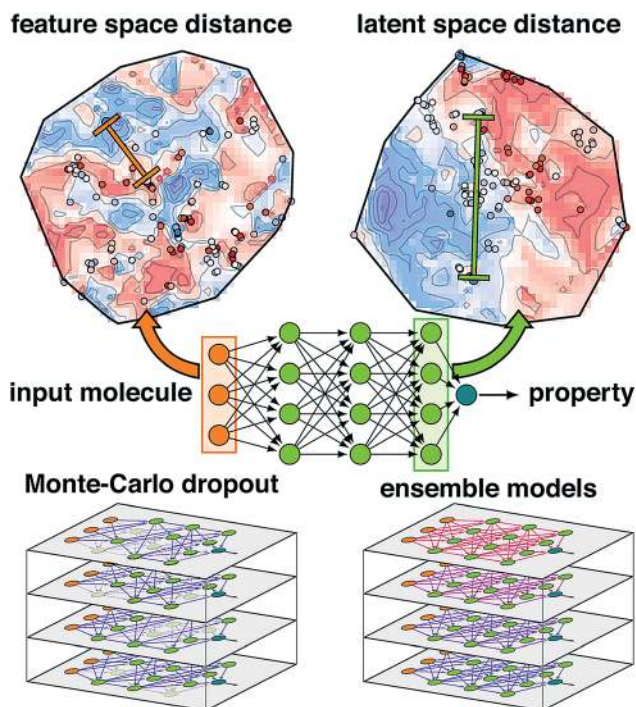 feature space distance
latent space distance
input molecule
property
Monte-Carlo dropout
ensemble models